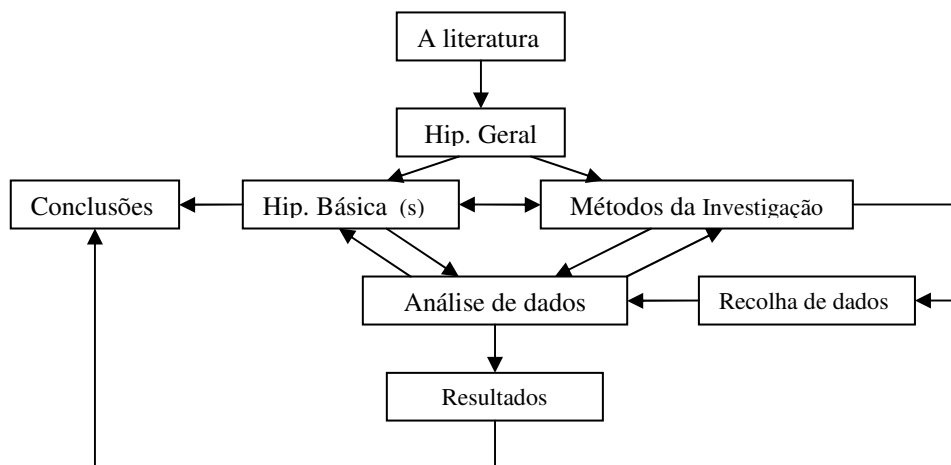 A literatura
Hip. Geral
Conclusões
Hip. Básica (s)
Métodos da Investigação
Análise de dados
Recolha de dados
Resultados